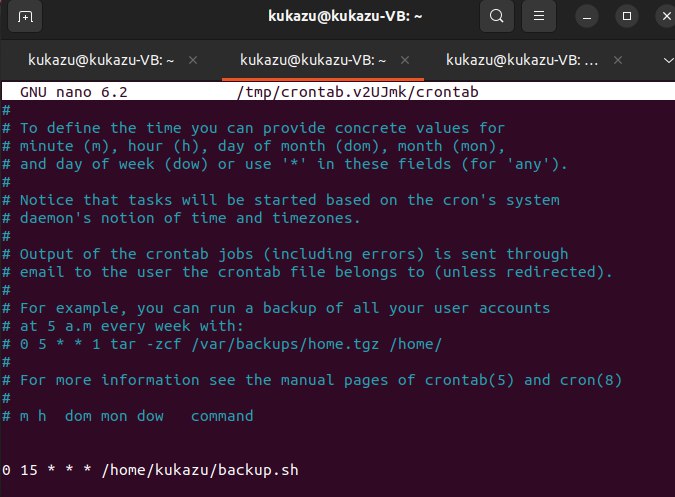 kukazu@kukazu-VB: ~
kukazu@kukazu-VB: ~
kukazu@kukazu-VB: ~
kukazu@kukazu-VB: ...
GNU nano 6.2 /tmp/crontab.v2UJmk/crontab
#
# To define the time you can provide concrete values for
# minute (m), hour (h), day of month (dom), month (mon),
# and day of week (dow) or use '*' in these fields (for 'any').
#
# Notice that tasks will be started based on the cron's system
# daemon's notion of time and timezones.
#
# Output of the crontab jobs (including errors) is sent through
# email to the user the crontab file belongs to (unless redirected).
#
# For example, you can run a backup of all your user accounts
# at 5 a.m every week with:
# 0 5 * * 1 tar -zcf /var/backups/home.tgz /home/
#
# For more information see the manual pages of crontab(5) and cron(8)
#
# m h  dom mon dow   command
0 15 * * * /home/kukazu/backup.sh